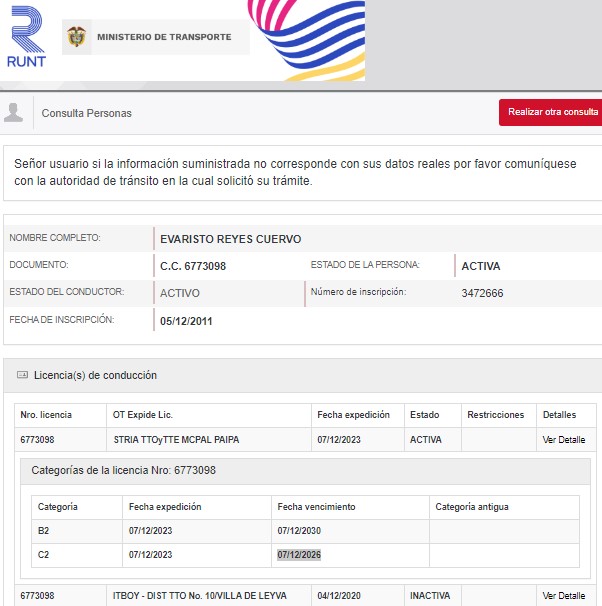 RUNT
MINISTERIO DE TRANSPORTE
Consulta Personas
Realizar otra consulta
Señor usuario si la información suministrada no corresponde con sus datos reales por favor comuníquese
con la autoridad de tránsito en la cual solicitó su trámite.
NOMBRE COMPLETO: EVARISTO REYES CUERVO
DOCUMENTO: C.C. 6773098 ESTADO DE LA PERSONA: ACTIVA
ESTADO DEL CONDUCTOR: ACTIVO Número de inscripción: 3472666
FECHA DE INSCRIPCIÓN: 05/12/2011
Licencia(s) de conducción
Nro. licencia OT Expide Lic. Fecha expedición Estado Restricciones Detalles
6773098 STRIA TTOyTTE MCPAL PAIPA 07/12/2023 ACTIVA Ver Detalle
Categorías de la licencia Nro: 6773098
Categoría Fecha expedición Fecha vencimiento Categoría antigua
B2 07/12/2023 07/12/2030
C2 07/12/2023 07/12/2026
6773098 ITBOY - DIST TTO No. 10/VILLA DE LEYVA 04/12/2020 INACTIVA Ver Detalle